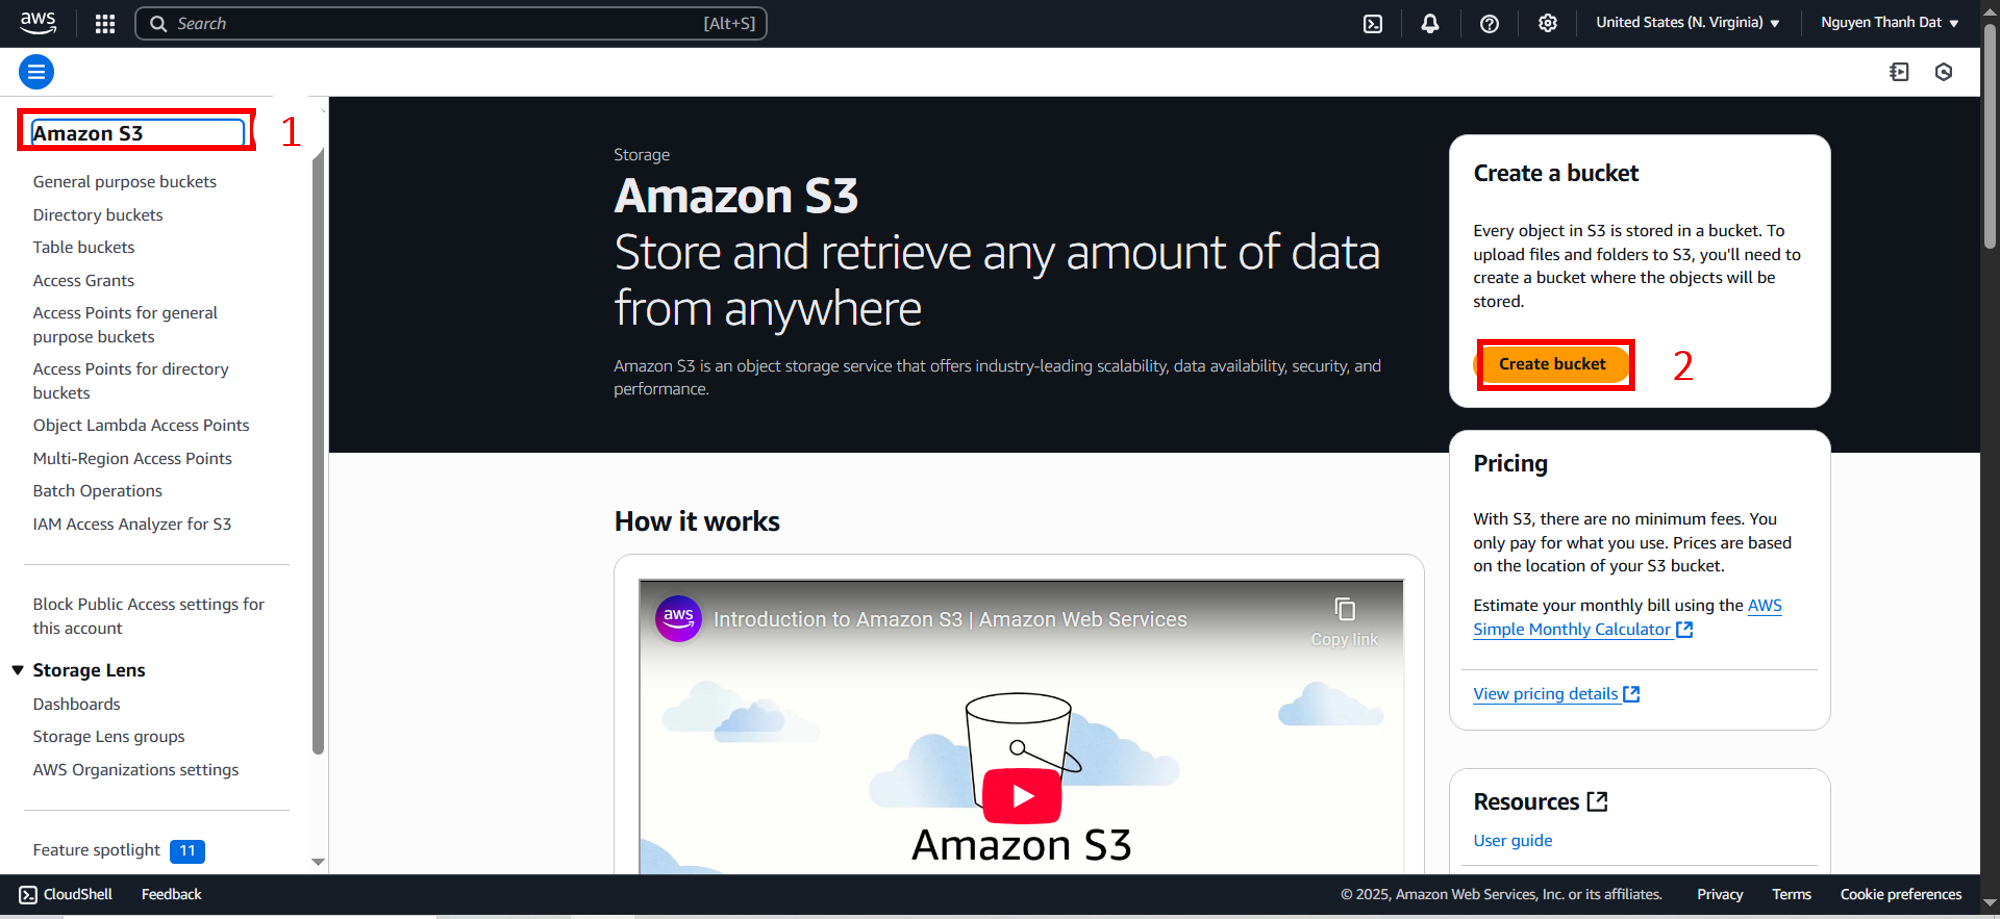 aws
Search
[Alt+S]
United States (N. Virginia)
Nguyen Thanh Dat
Amazon S3
1
General purpose buckets
Directory buckets
Table buckets
Access Grants
Access Points for general
purpose buckets
Access Points for directory
buckets
Object Lambda Access Points
Multi-Region Access Points
Batch Operations
IAM Access Analyzer for S3
Block Public Access settings for
this account
Storage Lens
Dashboards
Storage Lens groups
AWS Organizations settings
Feature spotlight 11
Storage
Amazon S3
Store and retrieve any amount of data
from anywhere
Amazon S3 is an object storage service that offers industry-leading scalability, data availability, security, and
performance.
How it works
aws
Introduction to Amazon S3 | Amazon Web Services
Copy link
Amazon S3
Create a bucket
Every object in S3 is stored in a bucket. To
upload files and folders to S3, you'll need to
create a bucket where the objects will be
stored.
Create bucket
2
Pricing
With S3, there are no minimum fees. You
only pay for what you use. Prices are based
on the location of your S3 bucket.
Estimate your monthly bill using the AWS
Simple Monthly Calculator
View pricing details
Resources
User guide
CloudShell
Feedback
© 2025, Amazon Web Services, Inc. or its affiliates.
Privacy
Terms
Cookie preferences